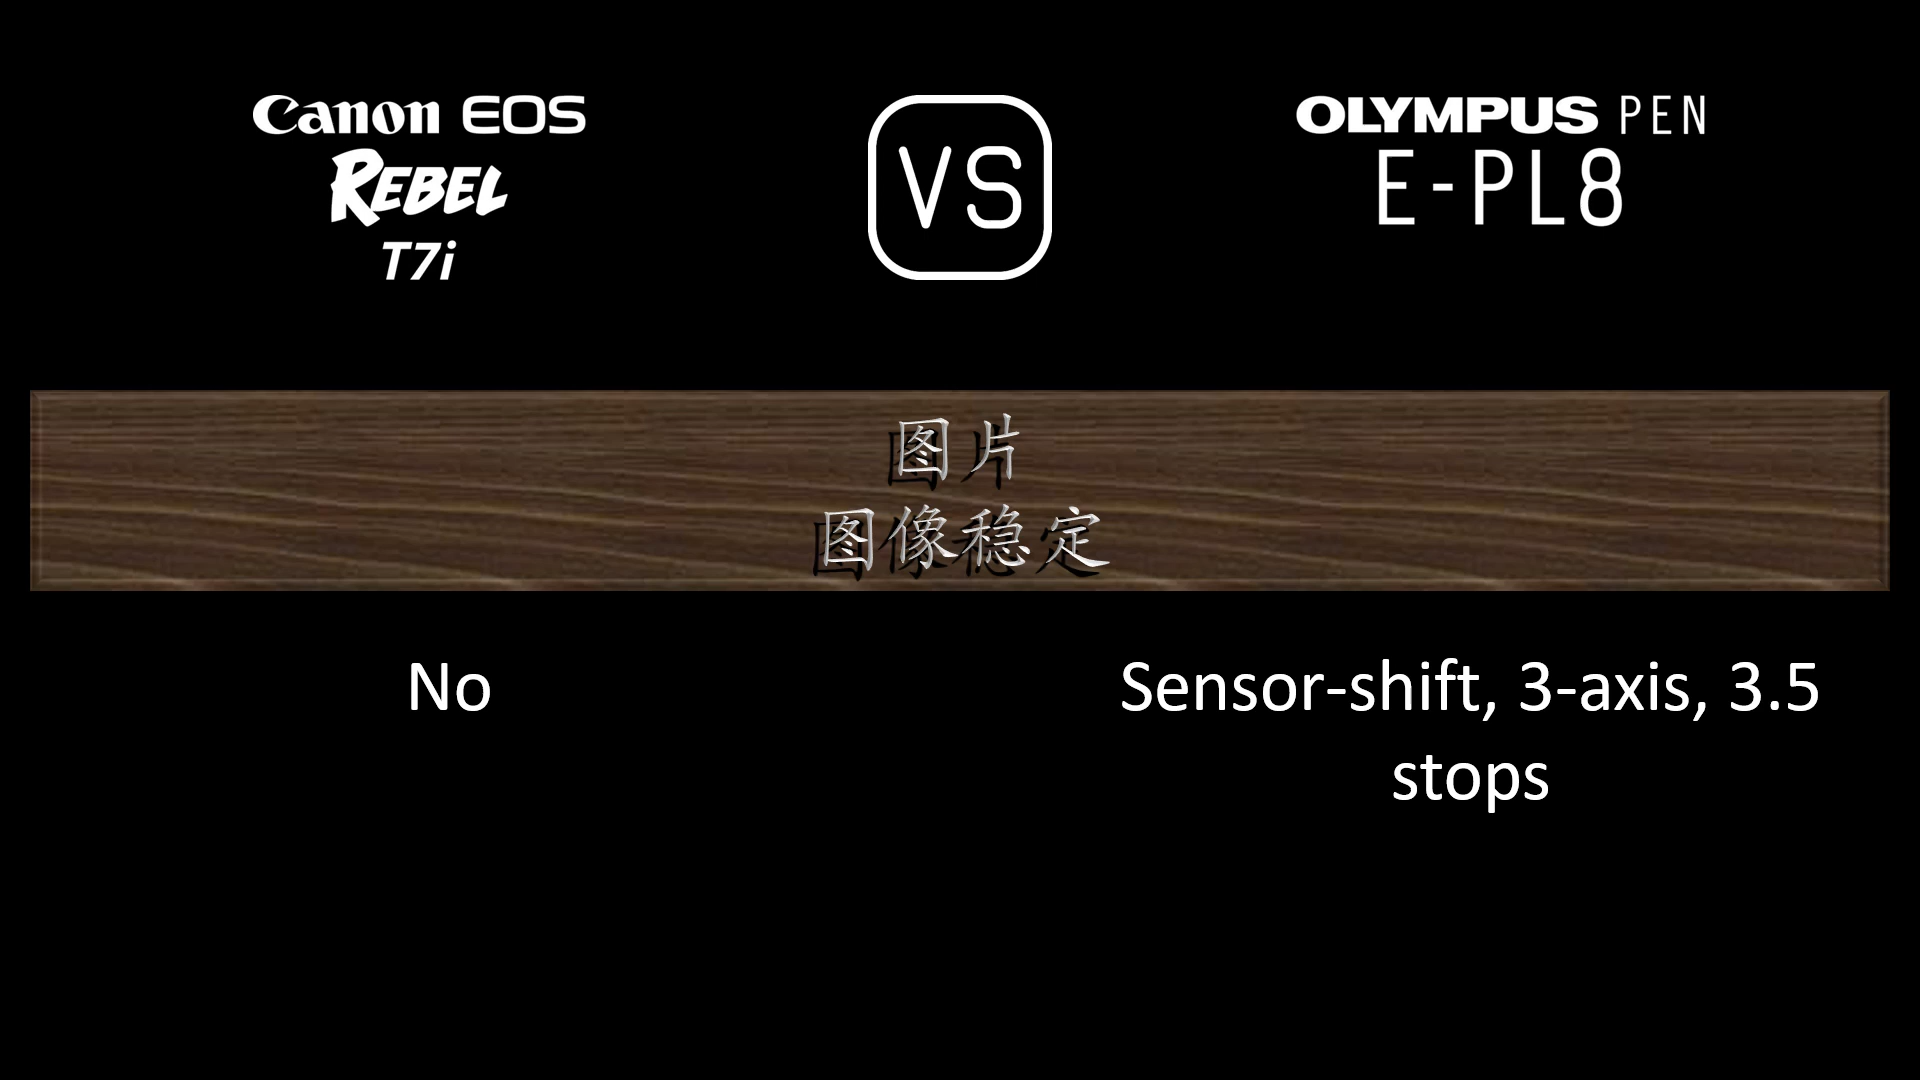 Canon EOS
REBEL
T7i
VS
OLYMPUS PEN
E-PL8
图片
图像稳定
No
Sensor-shift, 3-axis, 3.5
stops